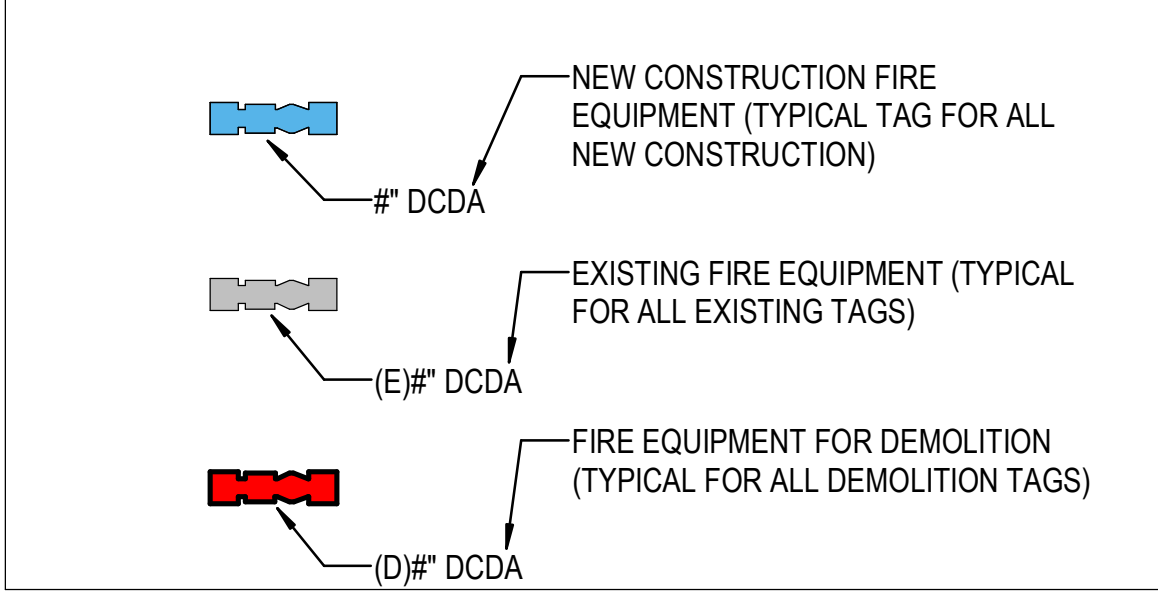 NEW CONSTRUCTION FIRE
EQUIPMENT (TYPICAL TAG FOR ALL
NEW CONSTRUCTION)
#" DCDA
EXISTING FIRE EQUIPMENT (TYPICAL
FOR ALL EXISTING TAGS)
(E)#" DCDA
FIRE EQUIPMENT FOR DEMOLITION
(TYPICAL FOR ALL DEMOLITION TAGS)
(D)#" DCDA